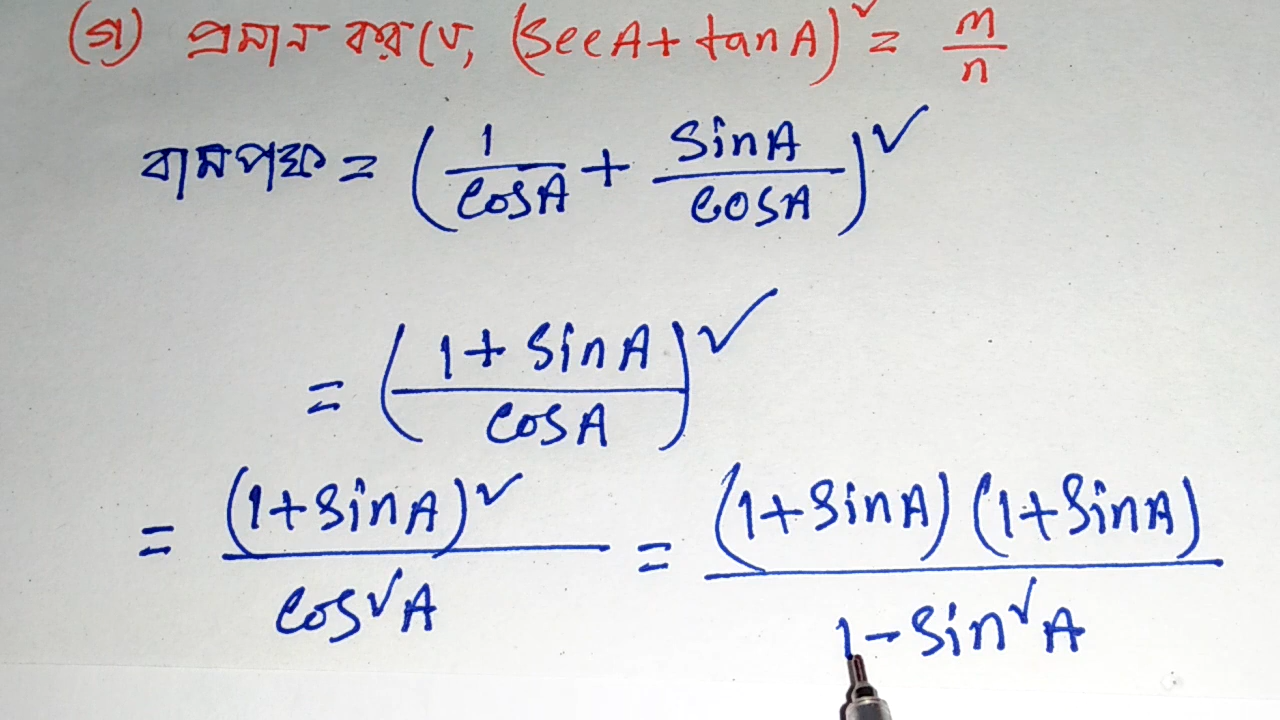 (গ) প্রমান কর যে, (secA + tanA)² = m/n
বামপক্ষ = (1/cosA + sinA/cosA)²
= ((1 + sinA)/cosA)²
= (1+sinA)²/cos²A = (1+sinA)(1+sinA)/(1-sin²A)